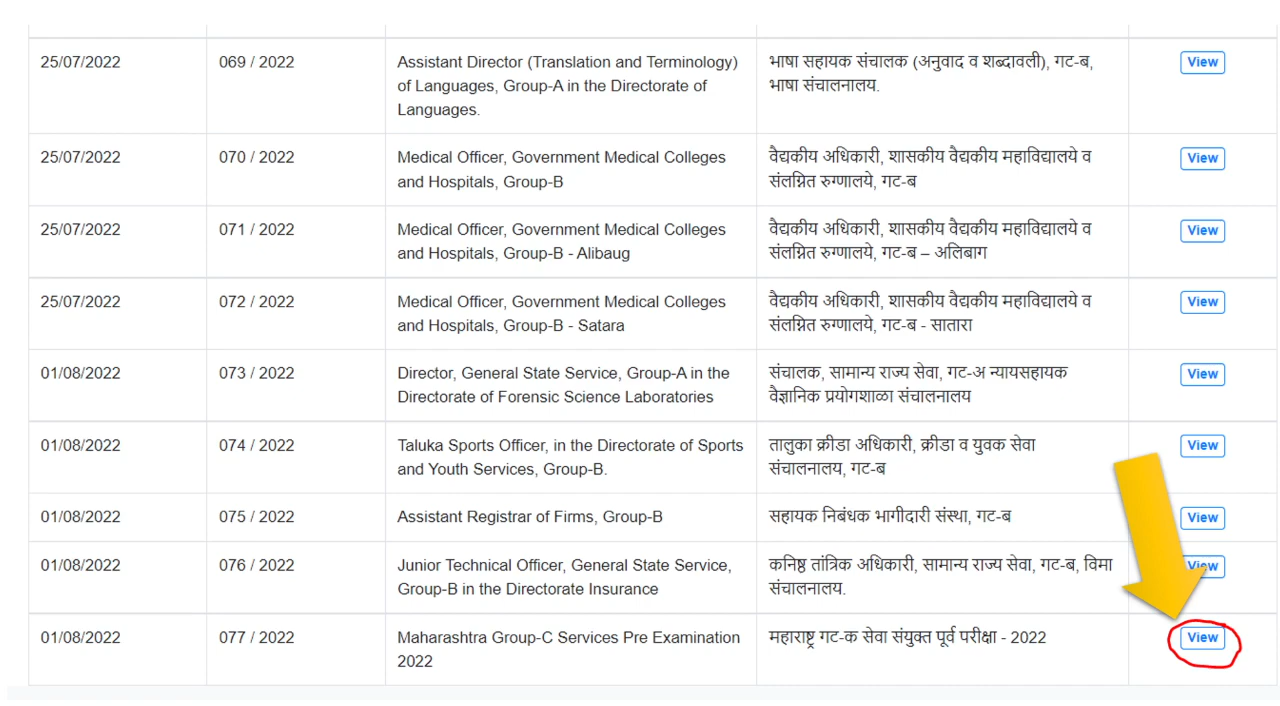 25/07/2022 069 / 2022 Assistant Director (Translation and Terminology) भाषा सहायक संचालक (अनुवाद व शब्दावली), गट-ब, View
of Languages, Group-A in the Directorate of भाषा संचालनालय.
Languages.
25/07/2022 070 / 2022 Medical Officer, Government Medical Colleges वैद्यकीय अधिकारी, शासकीय वैद्यकीय महाविद्यालये व View
and Hospitals, Group-B संलग्नित रुग्णालये, गट-ब
25/07/2022 071 / 2022 Medical Officer, Government Medical Colleges वैद्यकीय अधिकारी, शासकीय वैद्यकीय महाविद्यालये व View
and Hospitals, Group-B - Alibaug संलग्नित रुग्णालये, गट-ब – अलिबाग
25/07/2022 072 / 2022 Medical Officer, Government Medical Colleges वैद्यकीय अधिकारी, शासकीय वैद्यकीय महाविद्यालये व View
and Hospitals, Group-B - Satara संलग्नित रुग्णालये, गट-ब - सातारा
01/08/2022 073 / 2022 Director, General State Service, Group-A in the संचालक, सामान्य राज्य सेवा, गट-अ न्यायसहायक View
Directorate of Forensic Science Laboratories वैज्ञानिक प्रयोगशाळा संचालनालय
01/08/2022 074 / 2022 Taluka Sports Officer, in the Directorate of Sports तालुका क्रीडा अधिकारी, क्रीडा व युवक सेवा View
and Youth Services, Group-B. संचालनालय, गट-ब
01/08/2022 075 / 2022 Assistant Registrar of Firms, Group-B सहायक निबंधक भागीदारी संस्था, गट-ब View
01/08/2022 076 / 2022 Junior Technical Officer, General State Service, कनिष्ठ तांत्रिक अधिकारी, सामान्य राज्य सेवा, गट-ब, विमा View
Group-B in the Directorate Insurance संचालनालय.
01/08/2022 077 / 2022 Maharashtra Group-C Services Pre Examination महाराष्ट्र गट-क सेवा संयुक्त पूर्व परीक्षा - 2022 View
2022